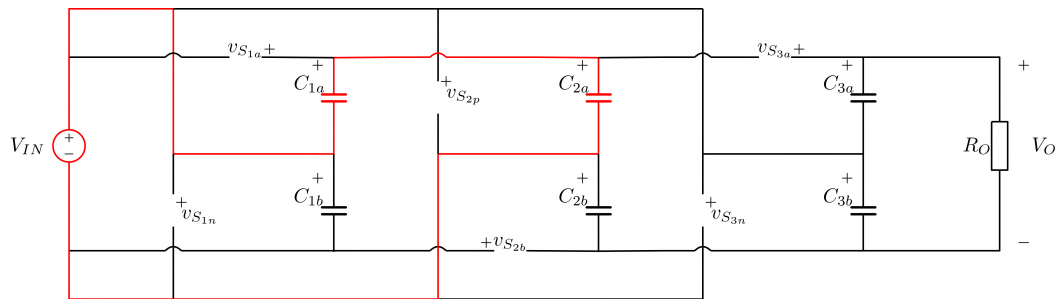 v_{S_{1a}}+
v_{S_{3a}}+
+ + + +
C_{1a} C_{2a} C_{3a}
+ v_{S_{2p}}
V_{IN} + − R_O V_O
+ + +
C_{1b} C_{2b} C_{3b}
+ v_{S_{1n}} + v_{S_{3n}}
+v_{S_{2b}} −